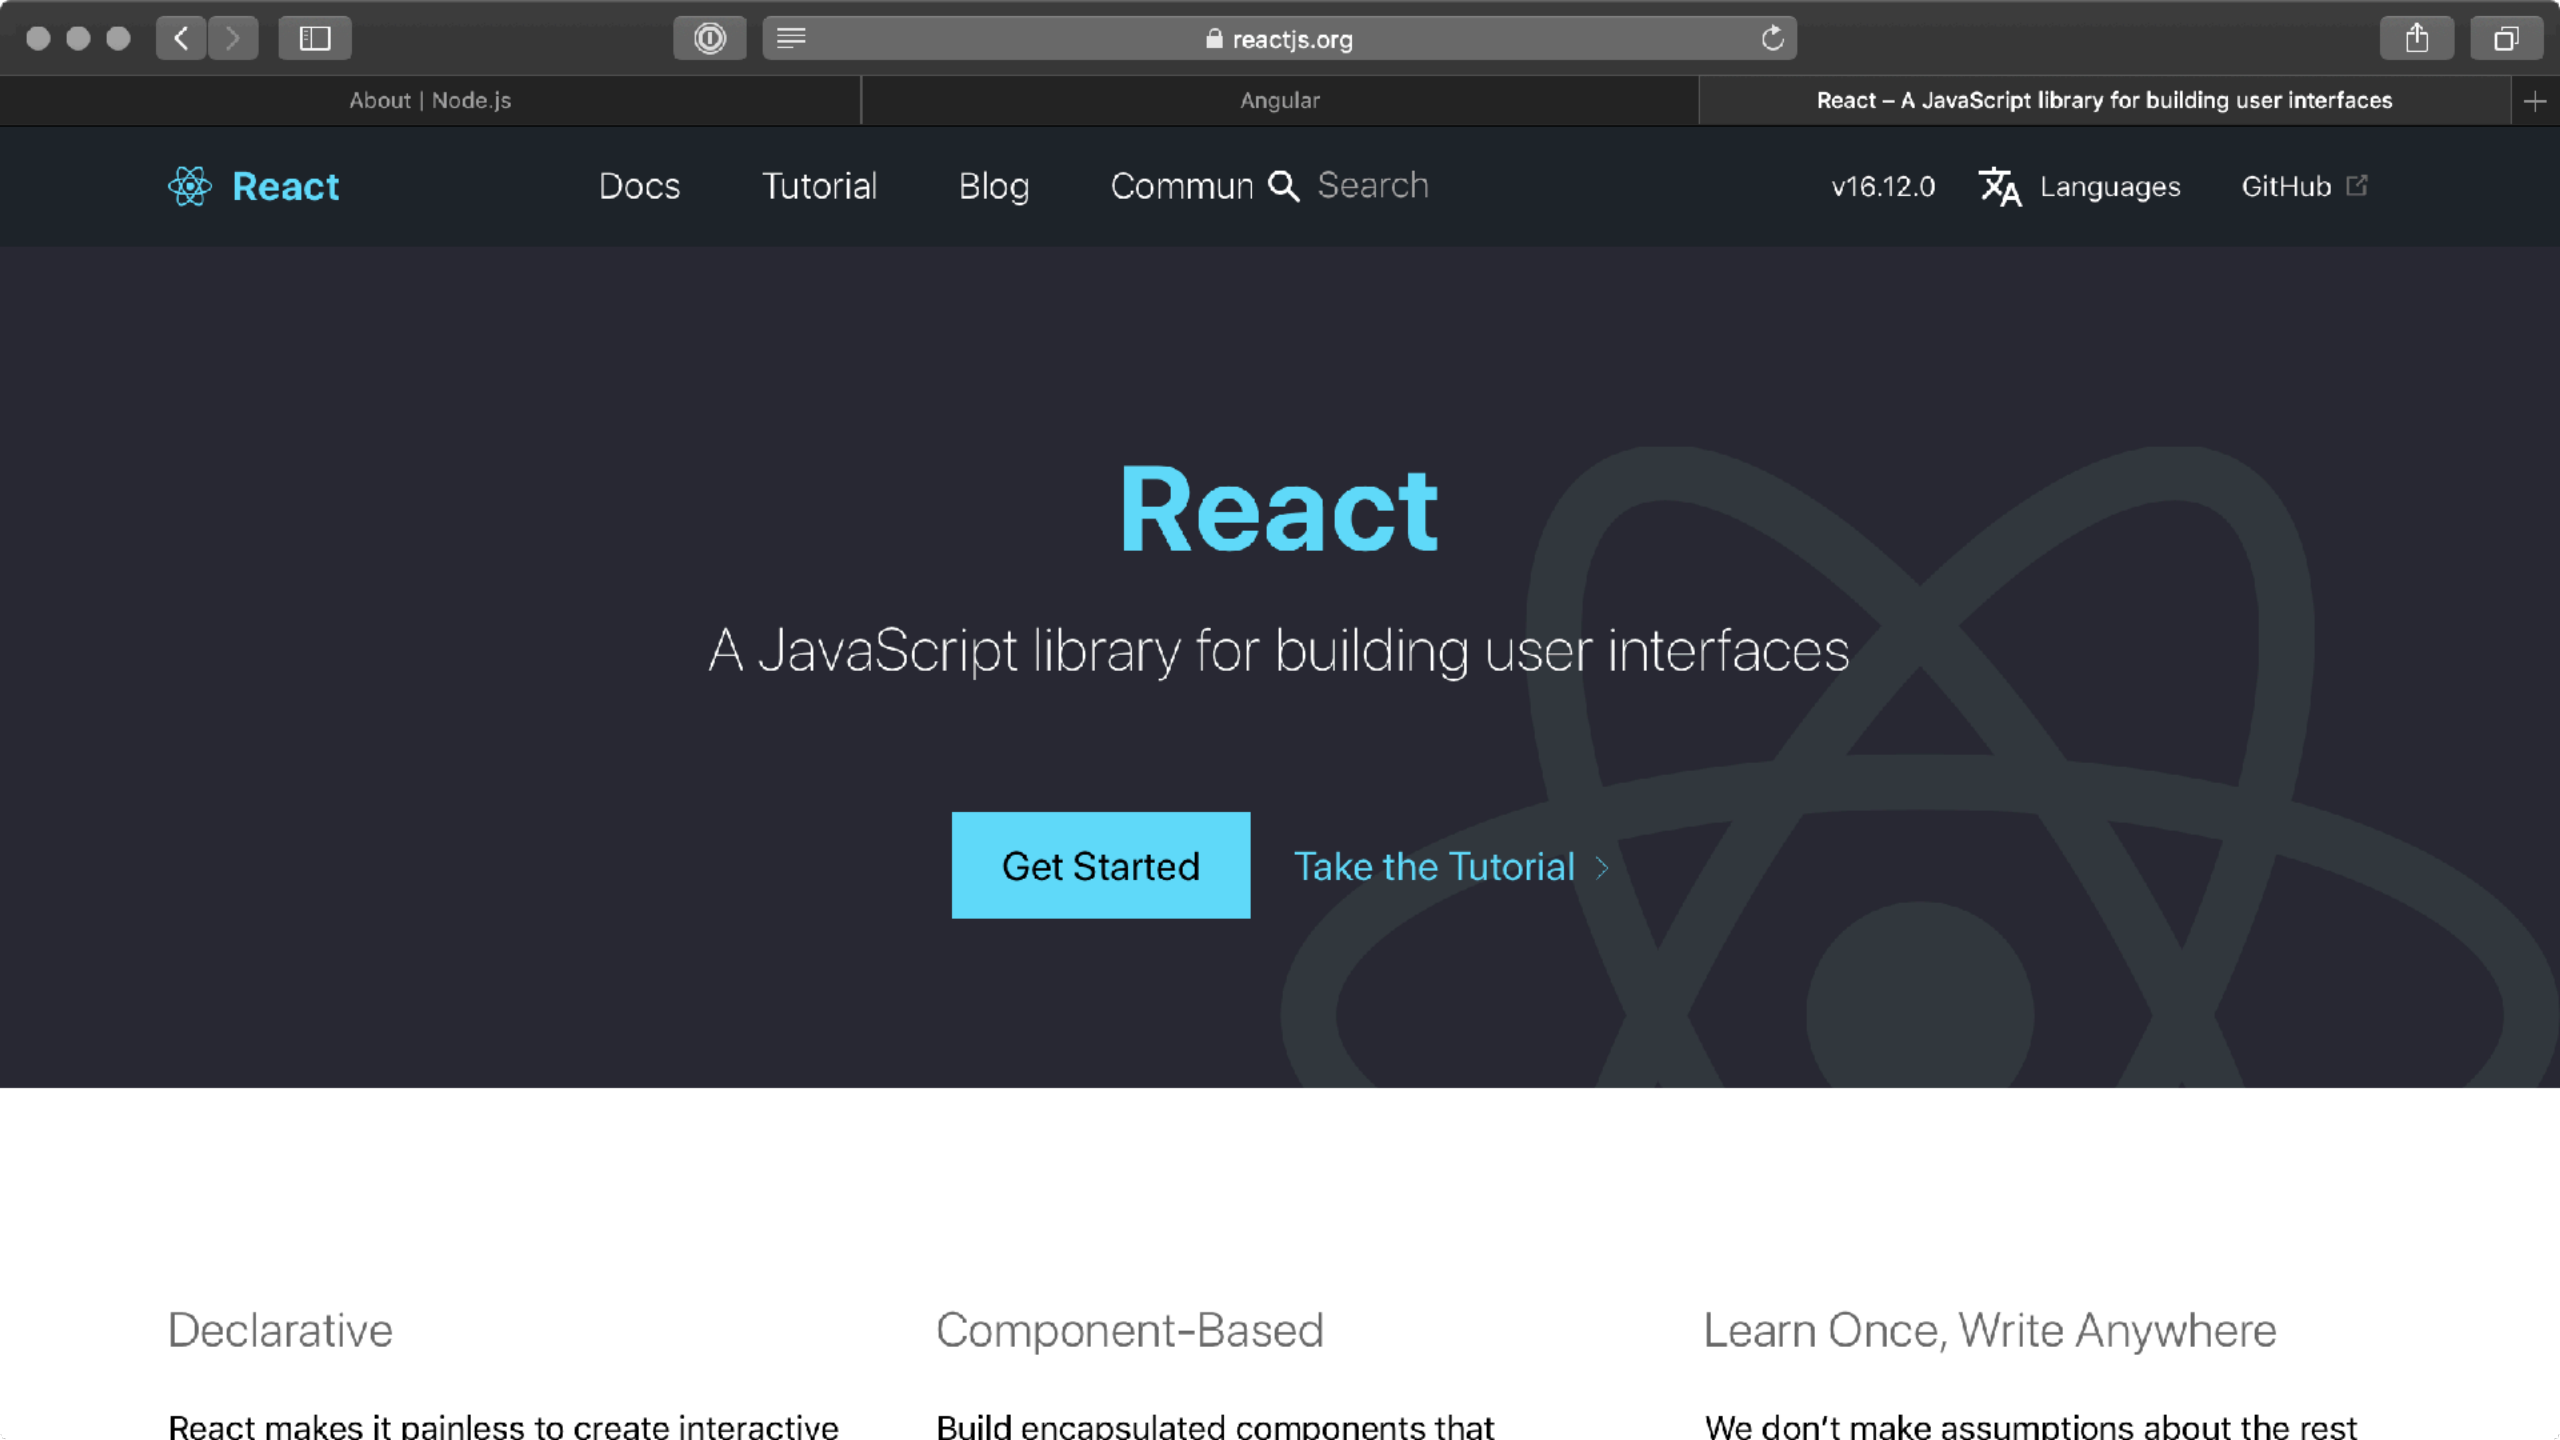 reactjs.org
About | Node.js
Angular
React – A JavaScript library for building user interfaces
React
Docs
Tutorial
Blog
Commun
Search
v16.12.0
Languages
GitHub
React
A JavaScript library for building user interfaces
Get Started
Take the Tutorial
Declarative
React makes it painless to create interactive
Component-Based
Build encapsulated components that
Learn Once, Write Anywhere
We don’t make assumptions about the rest